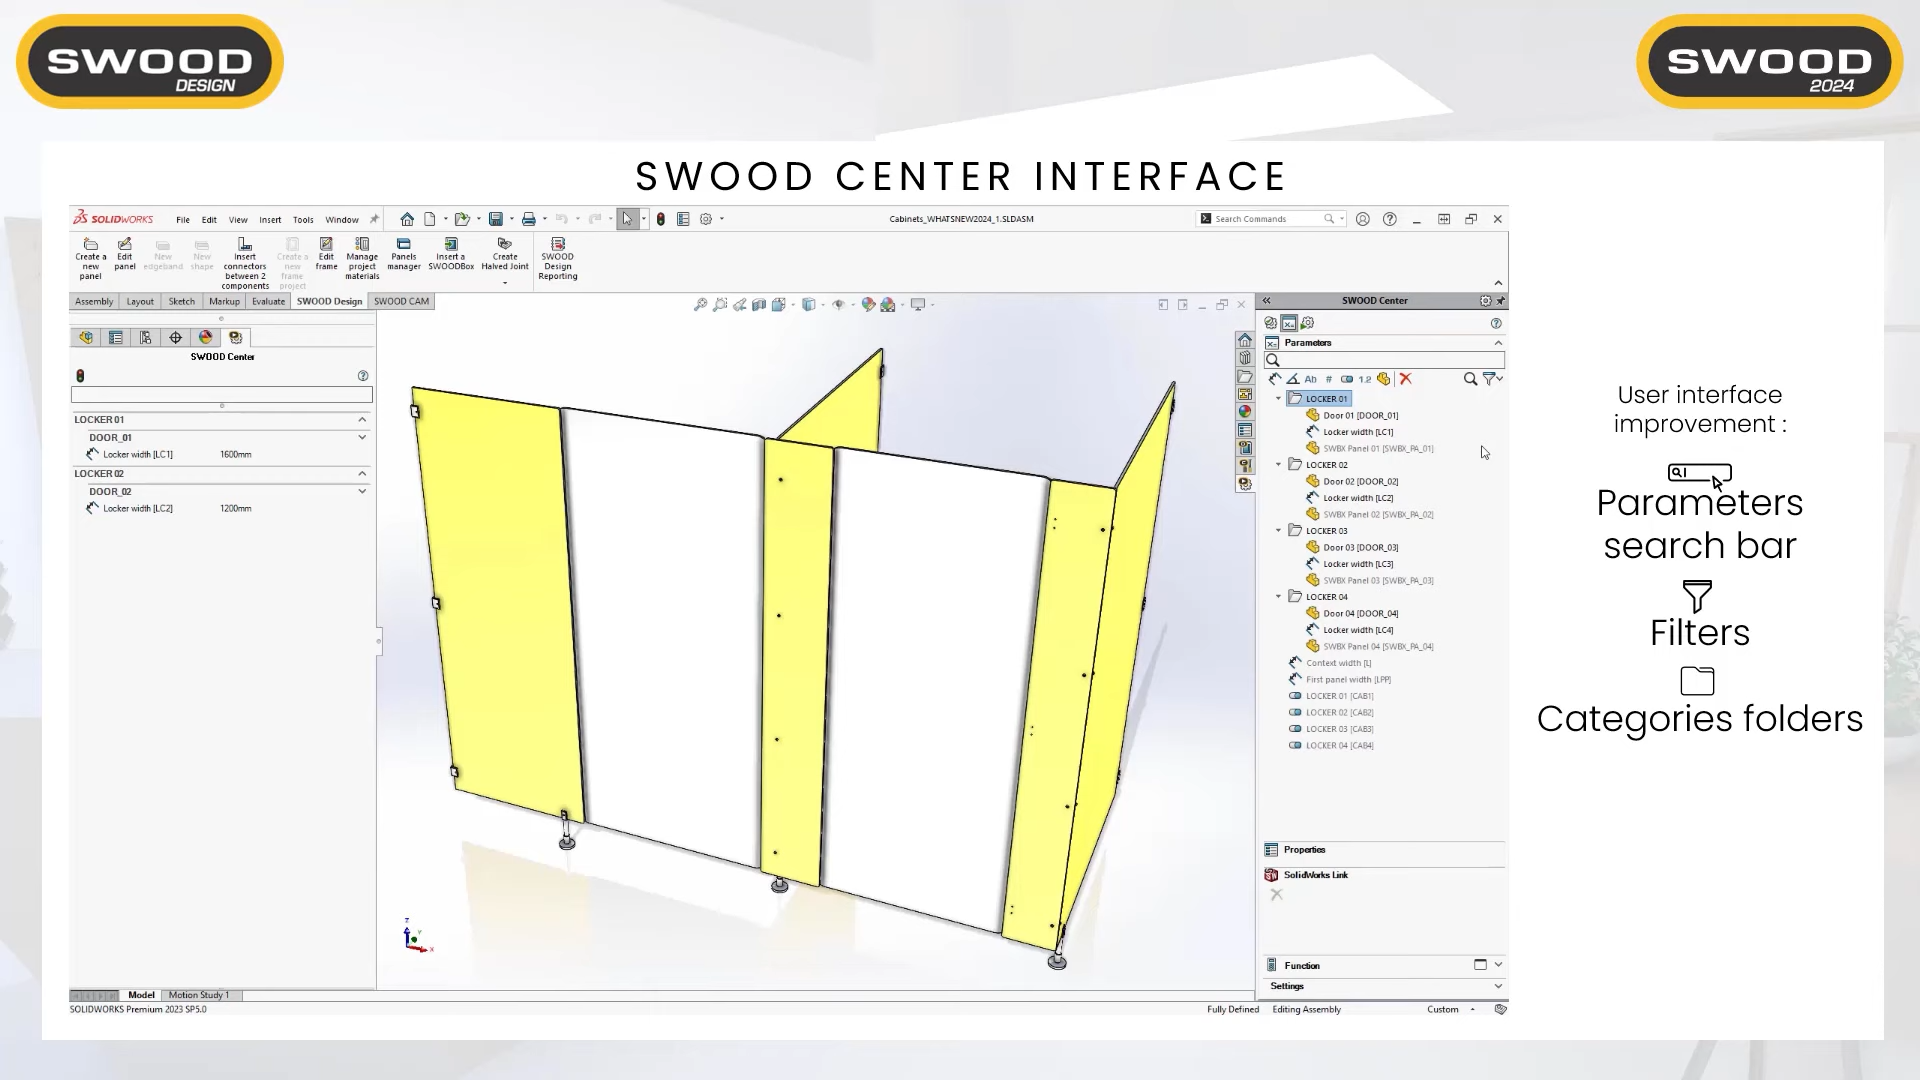 SWOOD
DESIGN
SWOOD
2024
SWOOD CENTER INTERFACE
SOLIDWORKS
File Edit View Insert Tools Window
Cabinets_WHATSNEW2024_1.SLDASM
Search Commands
Create a new panel
Edit panel
New edgeband
New shape
Insert connectors between 2 components
Create a new frame project
Edit frame
Manage project materials
Panels manager
Insert a SWOODBox
Create Halved Joint
SWOOD Design Reporting
Assembly Layout Sketch Markup Evaluate SWOOD Design SWOOD CAM
SWOOD Center
LOCKER 01
DOOR_01
Locker width [LC1] 1600mm
LOCKER 02
DOOR_02
Locker width [LC2] 1200mm
Z
Y
X
SWOOD Center
Parameters
Ab # 1.2
LOCKER 01
Door 01 [DOOR_01]
Locker width [LC1]
SWBX Panel 01 [SWBX_PA_01]
LOCKER 02
Door 02 [DOOR_02]
Locker width [LC2]
SWBX Panel 02 [SWBX_PA_02]
LOCKER 03
Door 03 [DOOR_03]
Locker width [LC3]
SWBX Panel 03 [SWBX_PA_03]
LOCKER 04
Door 04 [DOOR_04]
Locker width [LC4]
SWBX Panel 04 [SWBX_PA_04]
Context width [L]
First panel width [LPP]
LOCKER 01 [CAB1]
LOCKER 02 [CAB2]
LOCKER 03 [CAB3]
LOCKER 04 [CAB4]
Properties
SolidWorks Link
Function
Settings
Model Motion Study 1
SOLIDWORKS Premium 2023 SP5.0
Fully Defined Editing Assembly Custom
User interface
improvement :
Parameters
search bar
Filters
Categories folders